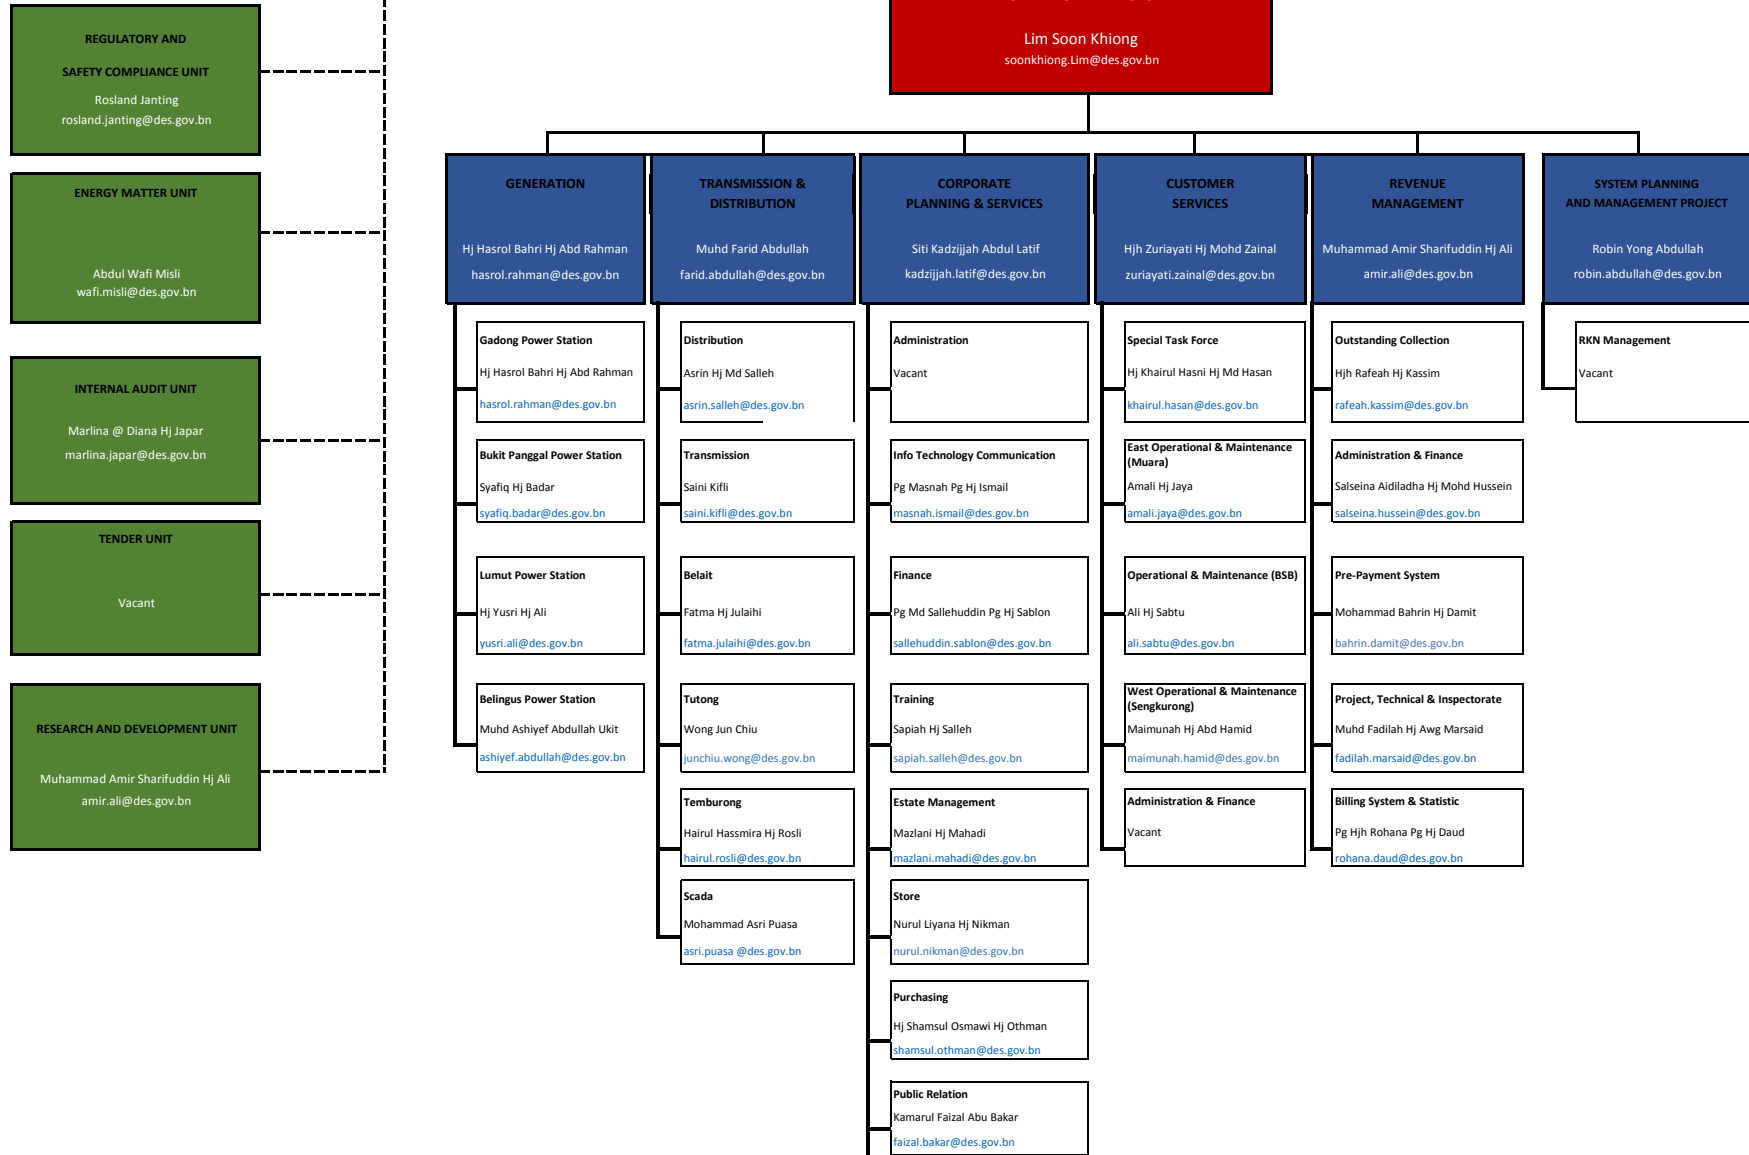 REGULATORY AND
SAFETY COMPLIANCE UNIT
Rosland Janting
rosland.janting@des.gov.bn
ENERGY MATTER UNIT
Abdul Wafi Misli
wafi.misli@des.gov.bn
INTERNAL AUDIT UNIT
Marlina @ Diana Hj Japar
marlina.japar@des.gov.bn
TENDER UNIT
Vacant
RESEARCH AND DEVELOPMENT UNIT
Muhammad Amir Sharifuddin Hj Ali
amir.ali@des.gov.bn
Lim Soon Khiong
soonkhiong.Lim@des.gov.bn
GENERATION
Hj Hasrol Bahri Hj Abd Rahman
hasrol.rahman@des.gov.bn
Gadong Power Station
Hj Hasrol Bahri Hj Abd Rahman
hasrol.rahman@des.gov.bn
Bukit Panggal Power Station
Syafiq Hj Badar
syafiq.badar@des.gov.bn
Lumut Power Station
Hj Yusri Hj Ali
yusri.ali@des.gov.bn
Belingus Power Station
Muhd Ashiyef Abdullah Ukit
ashiyef.abdullah@des.gov.bn
TRANSMISSION &
DISTRIBUTION
Muhd Farid Abdullah
farid.abdullah@des.gov.bn
Distribution
Asrin Hj Md Salleh
asrin.salleh@des.gov.bn
Transmission
Saini Kifli
saini.kifli@des.gov.bn
Belait
Fatma Hj Julaihi
fatma.julaihi@des.gov.bn
Tutong
Wong Jun Chiu
junchiu.wong@des.gov.bn
Temburong
Hairul Hassmira Hj Rosli
hairul.rosli@des.gov.bn
Scada
Mohammad Asri Puasa
asri.puasa @des.gov.bn
CORPORATE
PLANNING & SERVICES
Siti Kadzijjah Abdul Latif
kadzijjah.latif@des.gov.bn
Administration
Vacant
Info Technology Communication
Pg Masnah Pg Hj Ismail
masnah.ismail@des.gov.bn
Finance
Pg Md Sallehuddin Pg Hj Sablon
sallehuddin.sablon@des.gov.bn
Training
Sapiah Hj Salleh
sapiah.salleh@des.gov.bn
Estate Management
Mazlani Hj Mahadi
mazlani.mahadi@des.gov.bn
Store
Nurul Liyana Hj Nikman
nurul.nikman@des.gov.bn
Purchasing
Hj Shamsul Osmawi Hj Othman
shamsul.othman@des.gov.bn
Public Relation
Kamarul Faizal Abu Bakar
faizal.bakar@des.gov.bn
CUSTOMER
SERVICES
Hjh Zuriayati Hj Mohd Zainal
zuriayati.zainal@des.gov.bn
Special Task Force
Hj Khairul Hasni Hj Md Hasan
khairul.hasan@des.gov.bn
East Operational & Maintenance
(Muara)
Amali Hj Jaya
amali.jaya@des.gov.bn
Operational & Maintenance (BSB)
Ali Hj Sabtu
ali.sabtu@des.gov.bn
West Operational & Maintenance
(Sengkurong)
Maimunah Hj Abd Hamid
maimunah.hamid@des.gov.bn
Administration & Finance
Vacant
REVENUE
MANAGEMENT
Muhammad Amir Sharifuddin Hj Ali
amir.ali@des.gov.bn
Outstanding Collection
Hjh Rafeah Hj Kassim
rafeah.kassim@des.gov.bn
Administration & Finance
Salseina Aidiladha Hj Mohd Hussein
salseina.hussein@des.gov.bn
Pre-Payment System
Mohammad Bahrin Hj Damit
bahrin.damit@des.gov.bn
Project, Technical & Inspectorate
Muhd Fadilah Hj Awg Marsaid
fadilah.marsaid@des.gov.bn
Billing System & Statistic
Pg Hjh Rohana Pg Hj Daud
rohana.daud@des.gov.bn
SYSTEM PLANNING
AND MANAGEMENT PROJECT
Robin Yong Abdullah
robin.abdullah@des.gov.bn
RKN Management
Vacant